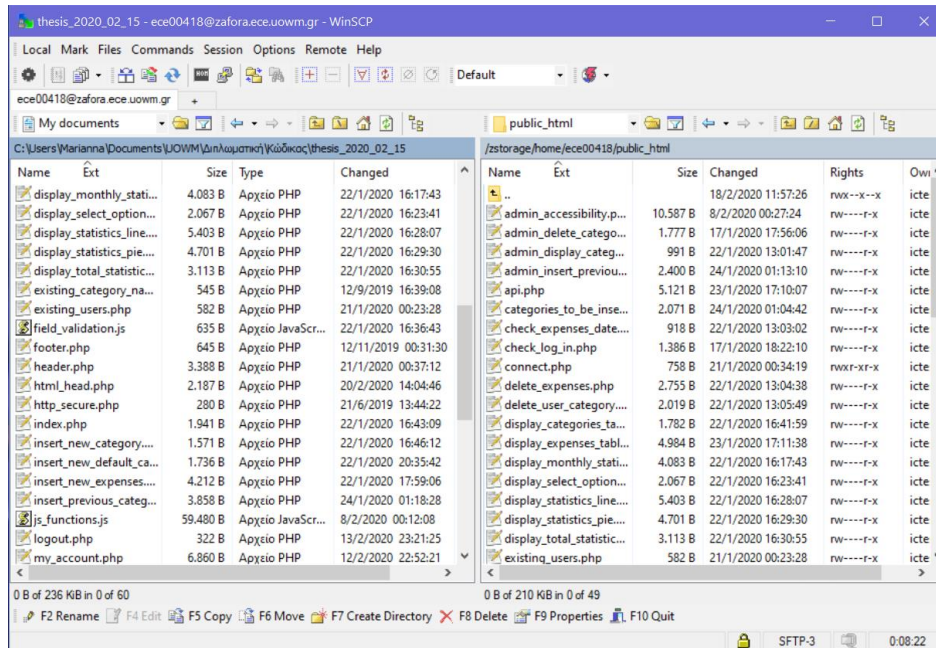 thesis_2020_02_15 - ece00418@zafora.ece.uowm.gr - WinSCP
Local Mark Files Commands Session Options Remote Help
Default
ece00418@zafora.ece.uowm.gr +
My documents
public_html
C:\Users\Marianna\Documents\UOWM\Διπλωματική\Κώδικας\thesis_2020_02_15
/zstorage/home/ece00418/public_html
Name Ext Size Type Changed
display_monthly_stati... 4.083 B Αρχείο PHP 22/1/2020 16:17:43
display_select_option... 2.067 B Αρχείο PHP 22/1/2020 16:23:41
display_statistics_line.... 5.403 B Αρχείο PHP 22/1/2020 16:28:07
display_statistics_pie.... 4.701 B Αρχείο PHP 22/1/2020 16:29:30
display_total_statistic... 3.113 B Αρχείο PHP 22/1/2020 16:30:55
existing_category_na... 545 B Αρχείο PHP 12/9/2019 16:39:08
existing_users.php 582 B Αρχείο PHP 21/1/2020 00:23:28
field_validation.js 635 B Αρχείο JavaScr... 22/1/2020 16:36:43
footer.php 645 B Αρχείο PHP 12/11/2019 00:31:30
header.php 3.388 B Αρχείο PHP 21/1/2020 00:37:12
html_head.php 2.187 B Αρχείο PHP 20/2/2020 14:04:46
http_secure.php 280 B Αρχείο PHP 21/6/2019 13:44:22
index.php 1.941 B Αρχείο PHP 22/1/2020 16:43:09
insert_new_category.... 1.571 B Αρχείο PHP 22/1/2020 16:46:12
insert_new_default_ca... 1.736 B Αρχείο PHP 22/1/2020 20:35:42
insert_new_expenses.... 4.212 B Αρχείο PHP 22/1/2020 17:59:06
insert_previous_categ... 3.858 B Αρχείο PHP 24/1/2020 01:18:28
js_functions.js 59.480 B Αρχείο JavaScr... 8/2/2020 00:12:08
logout.php 322 B Αρχείο PHP 13/2/2020 23:21:25
my_account.php 6.860 B Αρχείο PHP 12/2/2020 22:52:21
Name Ext Size Changed Rights Own
.. 18/2/2020 11:57:26 rwx--x--x icte
admin_accessibility.p... 10.587 B 8/2/2020 00:27:24 rw----r-x icte
admin_delete_catego... 1.777 B 17/1/2020 17:56:06 rw----r-x icte
admin_display_categ... 991 B 22/1/2020 13:01:47 rw----r-x icte
admin_insert_previou... 2.400 B 24/1/2020 01:13:10 rw----r-x icte
api.php 5.121 B 23/1/2020 17:10:07 rw----r-x icte
categories_to_be_inse... 2.071 B 24/1/2020 01:04:42 rw----r-x icte
check_expenses_date.... 918 B 22/1/2020 13:03:02 rw----r-x icte
check_log_in.php 1.386 B 17/1/2020 18:22:10 rw----r-x icte
connect.php 758 B 21/1/2020 00:34:19 rwxr-xr-x icte
delete_expenses.php 2.755 B 22/1/2020 13:04:38 rw----r-x icte
delete_user_category.... 2.019 B 22/1/2020 13:05:49 rw----r-x icte
display_categories_ta... 1.782 B 22/1/2020 16:41:59 rw----r-x icte
display_expenses_tabl... 4.984 B 23/1/2020 17:11:38 rw----r-x icte
display_monthly_stati... 4.083 B 22/1/2020 16:17:43 rw----r-x icte
display_select_option... 2.067 B 22/1/2020 16:23:41 rw----r-x icte
display_statistics_line.... 5.403 B 22/1/2020 16:28:07 rw----r-x icte
display_statistics_pie.... 4.701 B 22/1/2020 16:29:30 rw----r-x icte
display_total_statistic... 3.113 B 22/1/2020 16:30:55 rw----r-x icte
existing_users.php 582 B 21/1/2020 00:23:28 rw----r-x icte
0 B of 236 KiB in 0 of 60
0 B of 210 KiB in 0 of 49
F2 Rename F4 Edit F5 Copy F6 Move F7 Create Directory F8 Delete F9 Properties F10 Quit
SFTP-3 0:08:22